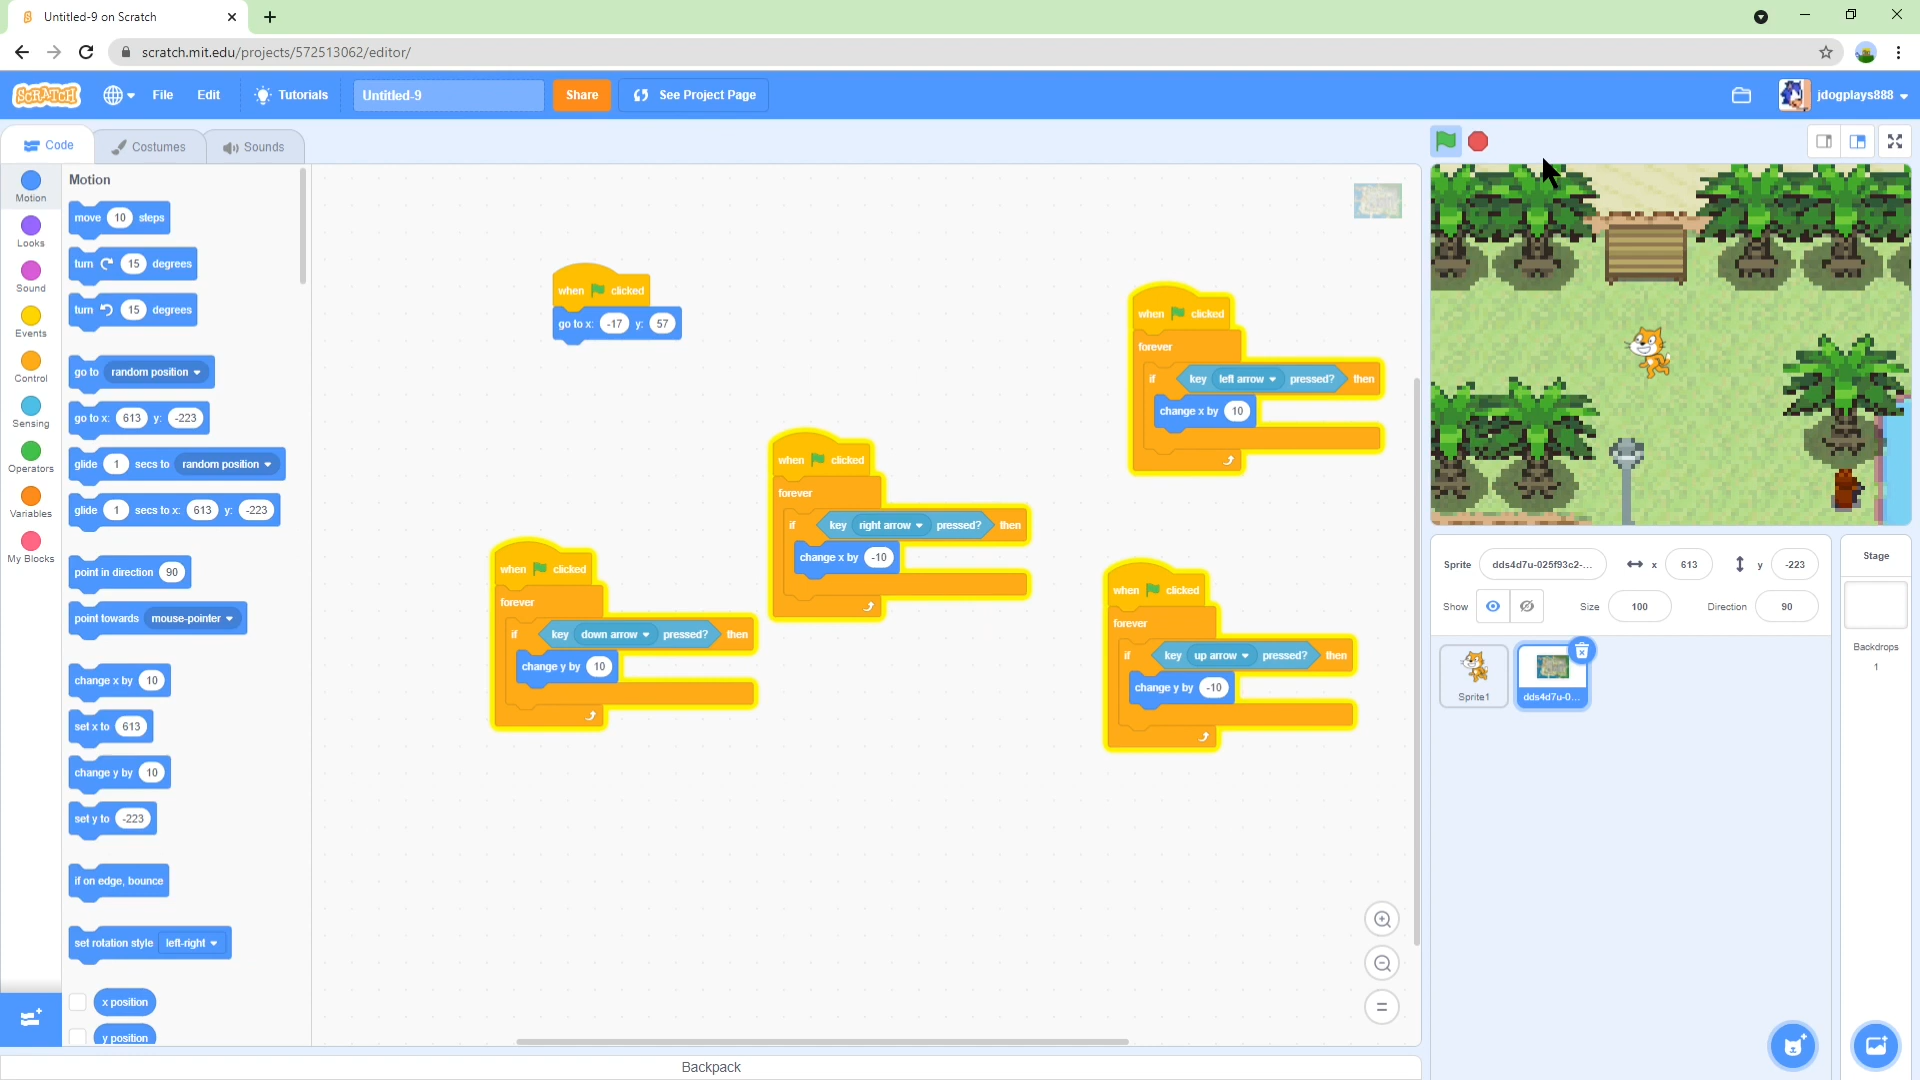 Untitled-9 on Scratch
scratch.mit.edu/projects/572513062/editor/
SCRATCH
File
Edit
Tutorials
Untitled-9
Share
See Project Page
jdogplays888
Code
Costumes
Sounds
Motion
Looks
Sound
Events
Control
Sensing
Operators
Variables
My Blocks
Motion
move 10 steps
turn 15 degrees
turn 15 degrees
go to random position
go to x: 613 y: -223
glide 1 secs to random position
glide 1 secs to x: 613 y: -223
point in direction 90
point towards mouse-pointer
change x by 10
set x to 613
change y by 10
set y to -223
if on edge, bounce
set rotation style left-right
x position
y position
when clicked
go to x: -17 y: 57
when clicked
forever
if key left arrow pressed? then
change x by 10
when clicked
forever
if key right arrow pressed? then
change x by -10
when clicked
forever
if key down arrow pressed? then
change y by 10
when clicked
forever
if key up arrow pressed? then
change y by -10
Sprite dds4d7u-025f93c2-... x 613 y -223
Show Size 100 Direction 90
Sprite1
dds4d7u-0...
Stage
Backdrops
1
Backpack